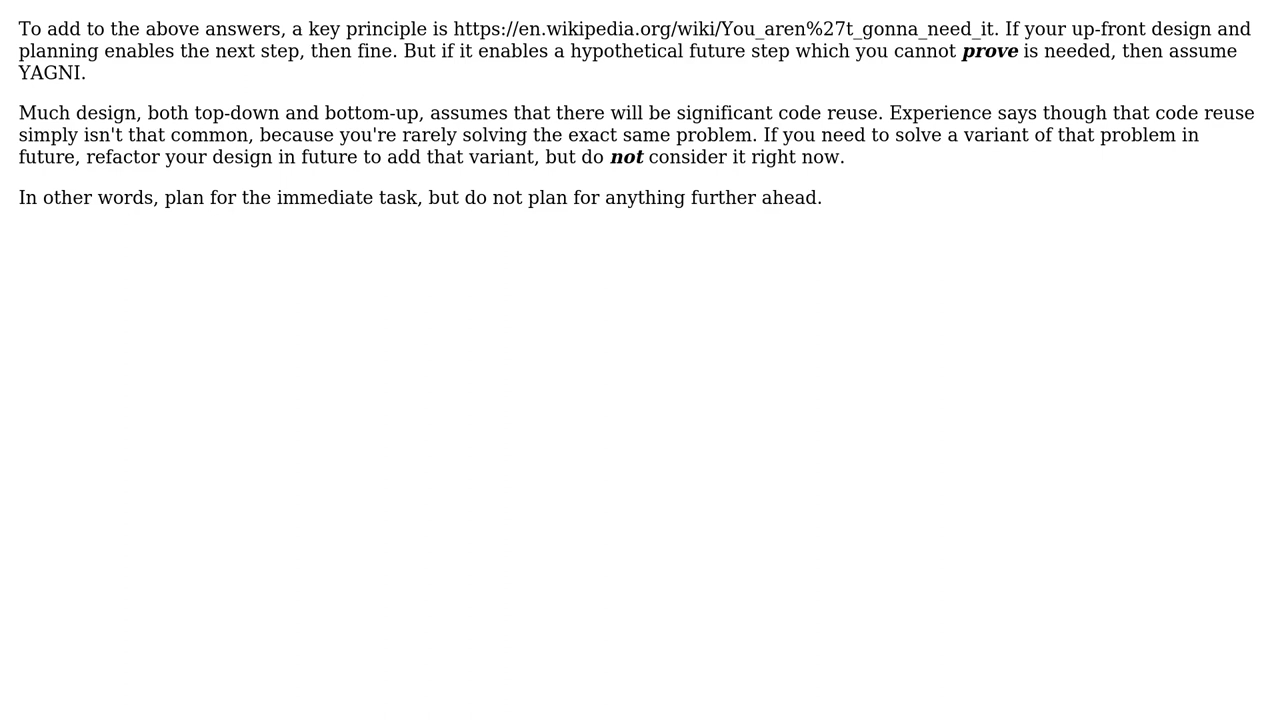 To add to the above answers, a key principle is https://en.wikipedia.org/wiki/You_aren%27t_gonna_need_it. If your up-front design and
planning enables the next step, then fine. But if it enables a hypothetical future step which you cannot prove is needed, then assume
YAGNI.
Much design, both top-down and bottom-up, assumes that there will be significant code reuse. Experience says though that code reuse
simply isn't that common, because you're rarely solving the exact same problem. If you need to solve a variant of that problem in
future, refactor your design in future to add that variant, but do not consider it right now.
In other words, plan for the immediate task, but do not plan for anything further ahead.